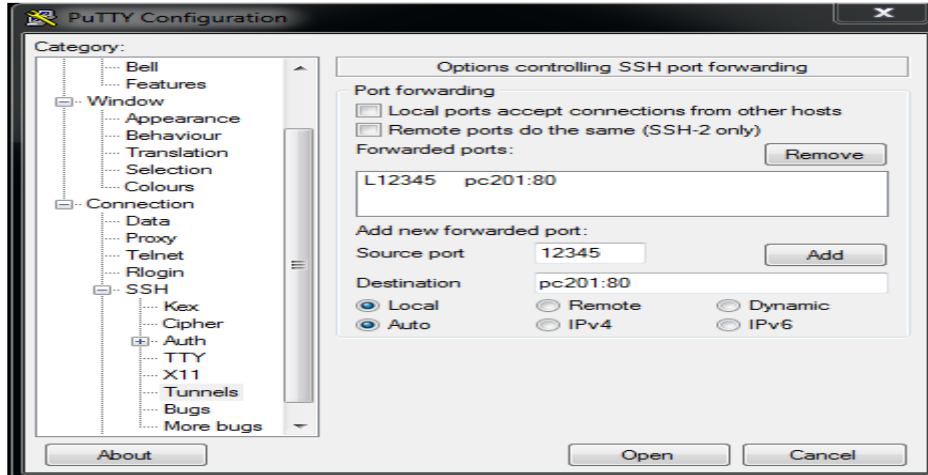 PuTTY Configuration
Category:
Bell
Features
Window
Appearance
Behaviour
Translation
Selection
Colours
Connection
Data
Proxy
Telnet
Rlogin
SSH
Kex
Cipher
Auth
TTY
X11
Tunnels
Bugs
More bugs
Options controlling SSH port forwarding
Port forwarding
Local ports accept connections from other hosts
Remote ports do the same (SSH-2 only)
Forwarded ports:
Remove
L12345 pc201:80
Add new forwarded port:
Source port 12345 Add
Destination pc201:80
Local Remote Dynamic
Auto IPv4 IPv6
About Open Cancel